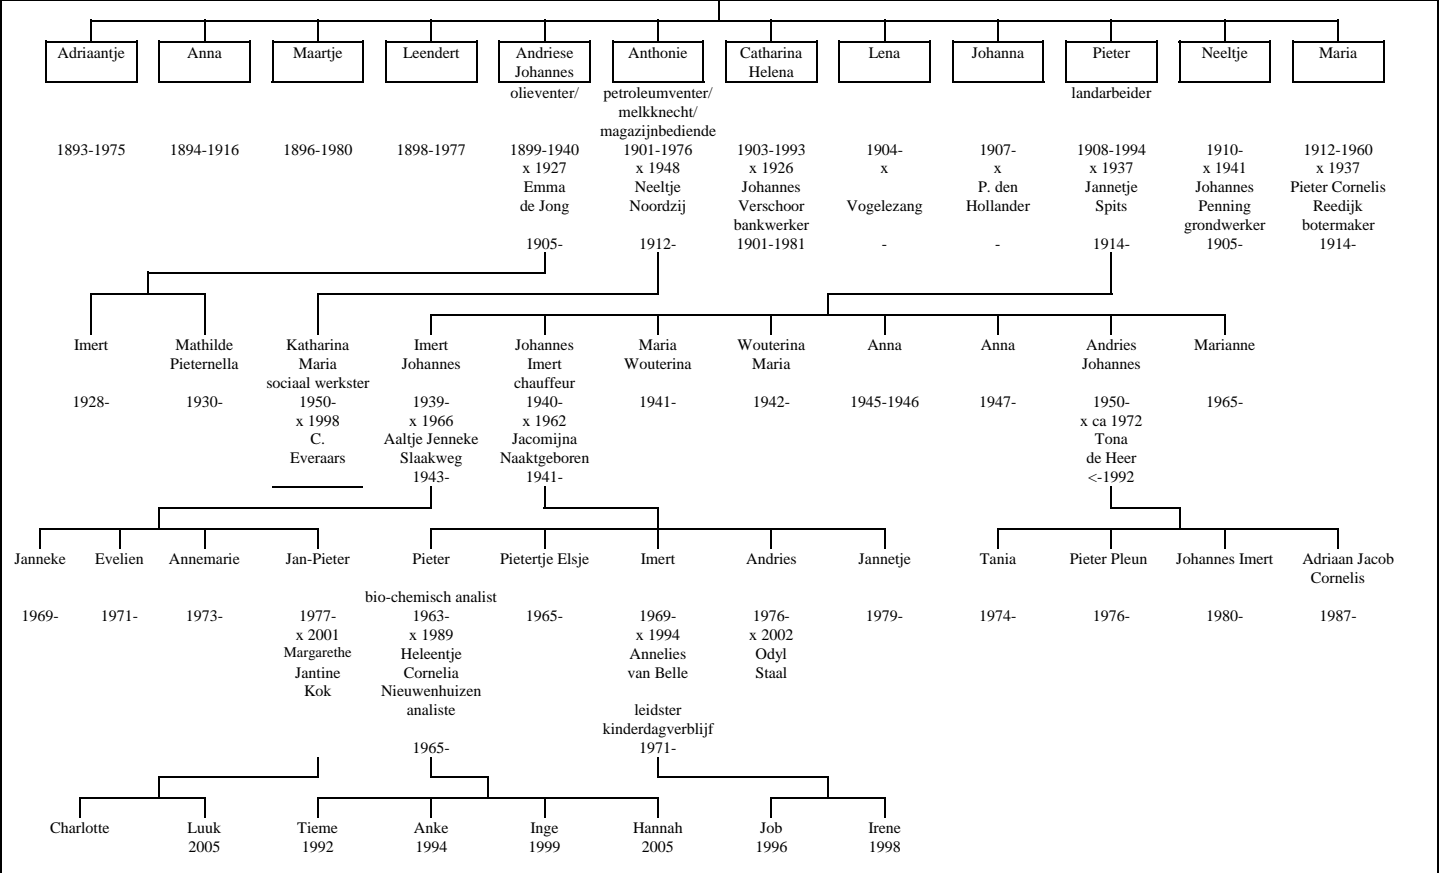 Adriaantje Anna Maartje Leendert Andriese Anthonie Catharina Lena Johanna Pieter Neeltje Maria
Johannes Helena
olieventer/ petroleumventer/ landarbeider
melkknecht/
magazijnbediende
1893-1975 1894-1916 1896-1980 1898-1977 1899-1940 1901-1976 1903-1993 1904- 1907- 1908-1994 1910- 1912-1960
x 1927 x 1948 x 1926 x x x 1937 x 1941 x 1937
Emma Neeltje Johannes P. den Jannetje Johannes Pieter Cornelis
de Jong Noordzij Verschoor Vogelezang Hollander Spits Penning Reedijk
bankwerker grondwerker botermaker
1905- 1912- 1901-1981 - - 1914- 1905- 1914-
Imert Mathilde Katharina Imert Johannes Maria Wouterina Anna Anna Andries Marianne
Pieternella Maria Johannes Imert Wouterina Maria Johannes
sociaal werkster chauffeur
1928- 1930- 1950- 1939- 1940- 1941- 1942- 1945-1946 1947- 1950- 1965-
x 1998 x 1966 x 1962 x ca 1972
C. Aaltje Jenneke Jacomijna Tona
Everaars Slaakweg Naaktgeboren de Heer
1943- 1941- <-1992
Janneke Evelien Annemarie Jan-Pieter Pieter Pietertje Elsje Imert Andries Jannetje Tania Pieter Pleun Johannes Imert Adriaan Jacob
Cornelis
bio-chemisch analist
1969- 1971- 1973- 1977- 1963- 1965- 1969- 1976- 1979- 1974- 1976- 1980- 1987-
x 2001 x 1989 x 1994 x 2002
Margarethe Heleentje Annelies Odyl
Jantine Cornelia van Belle Staal
Kok Nieuwenhuizen
analiste leidster
kinderdagverblijf
1965- 1971-
Charlotte Luuk Tieme Anke Inge Hannah Job Irene
2005 1992 1994 1999 2005 1996 1998